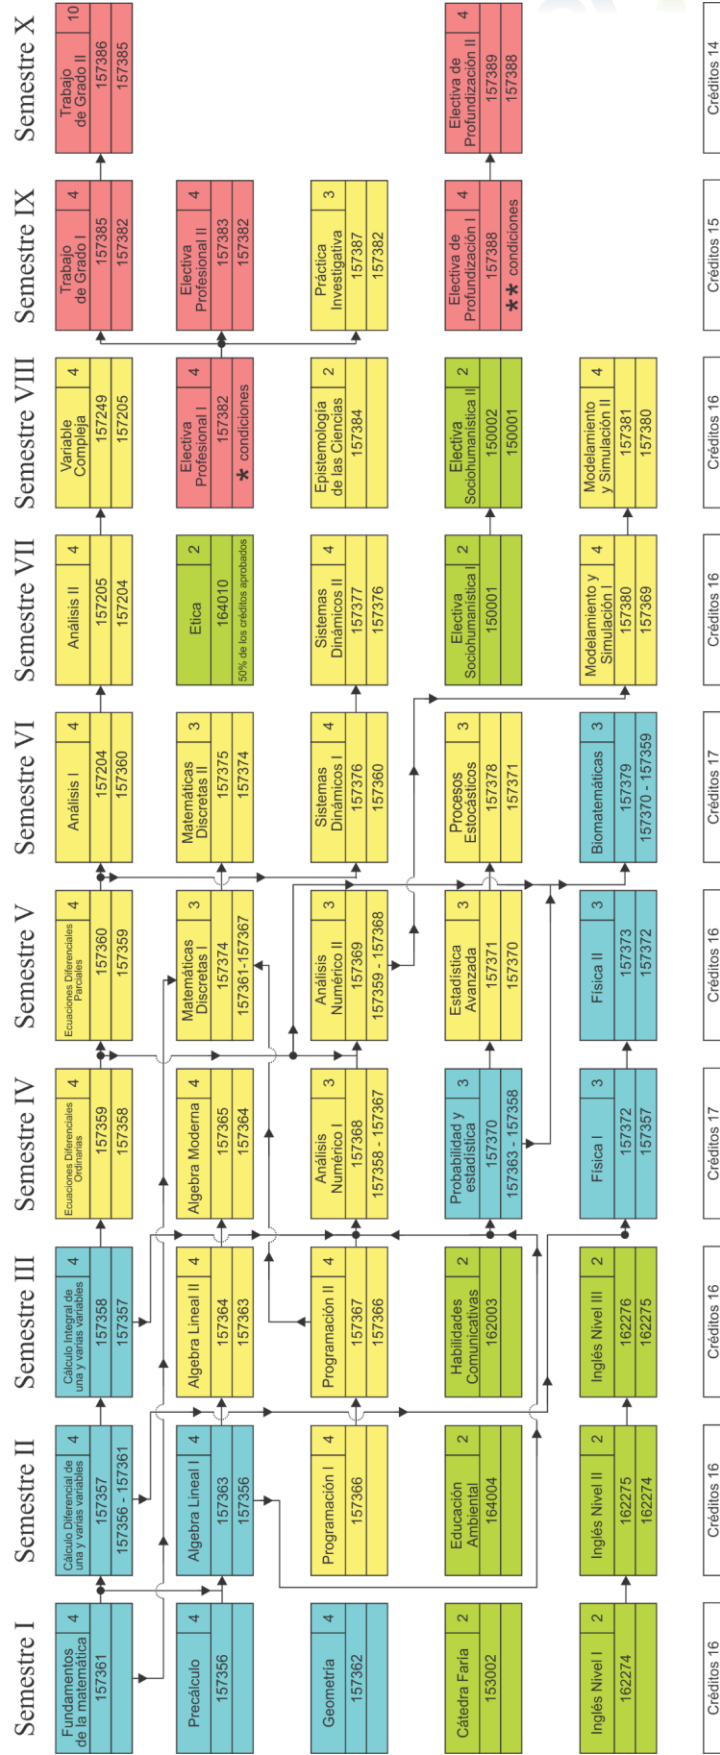 Semestre I
Fundamentos
de la matemática
4
157361
Precálculo
4
157356
Geometría
4
157362
Cátedra Faría
2
153002
Inglés Nivel I
2
162274
Créditos 16
Semestre II
Cálculo Diferencial de
una y varias variables
4
157357
157356 - 157361
Algebra Lineal I
4
157363
157356
Programación I
4
157366
Educación
Ambiental
2
164004
Inglés Nivel II
2
162275
162274
Créditos 16
Semestre III
Cálculo Integral de
una y varias variables
4
157358
157357
Algebra Lineal II
4
157364
157363
Programación II
4
157367
157366
Habilidades
Comunicativas
2
162003
Inglés Nivel III
2
162276
162275
Créditos 16
Semestre IV
Ecuaciones Diferenciales
Ordinarias
4
157359
157358
Algebra Moderna
4
157365
157364
Análisis
Numérico I
3
157368
157358 - 157367
Probabilidad y
estadística
3
157370
157363 - 157358
Física I
3
157372
157357
Créditos 17
Semestre V
Ecuaciones Diferenciales
Parciales
4
157360
157359
Matemáticas
Discretas I
3
157374
157361-157367
Análisis
Numérico II
3
157369
157359 - 157368
Estadística
Avanzada
3
157371
157370
Física II
3
157373
157372
Créditos 16
Semestre VI
Análisis I
4
157204
157360
Matemáticas
Discretas II
3
157375
157374
Sistemas
Dinámicos I
4
157376
157360
Procesos
Estocásticos
3
157378
157371
Biomatemáticas
3
157379
157370 - 157359
Créditos 17
Semestre VII
Análisis II
4
157205
157204
Etica
2
164010
50% de los créditos aprobados
Sistemas
Dinámicos II
4
157377
157376
Electiva
Sociohumanística I
2
150001
Modelamiento y
Simulación I
4
157380
157369
Créditos 16
Semestre VIII
Variable
Compleja
4
157249
157205
Electiva
Profesional I
4
157382
* condiciones
Epistemología
de las Ciencias
2
157384
Electiva
Sociohumanística II
2
150002
150001
Modelamiento
y Simulación II
4
157381
157380
Créditos 16
Semestre IX
Trabajo
de Grado I
4
157385
157382
Electiva
Profesional II
4
157383
157382
Práctica
Investigativa
3
157387
157382
Electiva de
Profundización I
4
157388
** condiciones
Créditos 15
Semestre X
Trabajo
de Grado II
10
157386
157385
Electiva de
Profundización II
4
157389
157388
Créditos 14